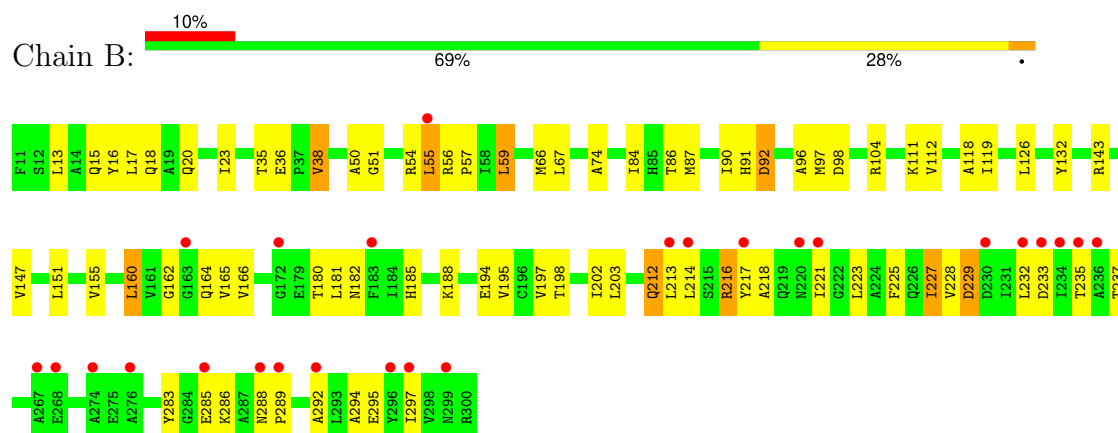 10%
Chain B:
69% 28% •
F11 S12 L13 A14 Q15 Y16 L17 Q18 A19 Q20 I23 T35 E36 P37 V38 A50 G51 R54 L55 R56 P57 I58 L59 M66 L67 A74 I84 H85 T86 M87 I90 H91 D92 A96 M97 D98 R104 K111 V112 A118 I119 L126 Y132 R143
V147 L151 V155 L160 V161 G162 G163 Q164 V165 V166 G172 E179 T180 L181 N182 F183 I184 H185 K188 E194 V195 C196 V197 T198 I202 L203 Q212 L213 L214 S215 R216 Y217 A218 Q219 N220 I221 G222 L223 A224 F225 Q226 I227 V228 D229 D230 I231 L232 D233 I234 T235 A236 T237
A267 E268 A274 E275 A276 Y283 G284 E285 K286 A287 N288 P289 A292 L293 A294 E295 Y296 I297 V298 N299 R300